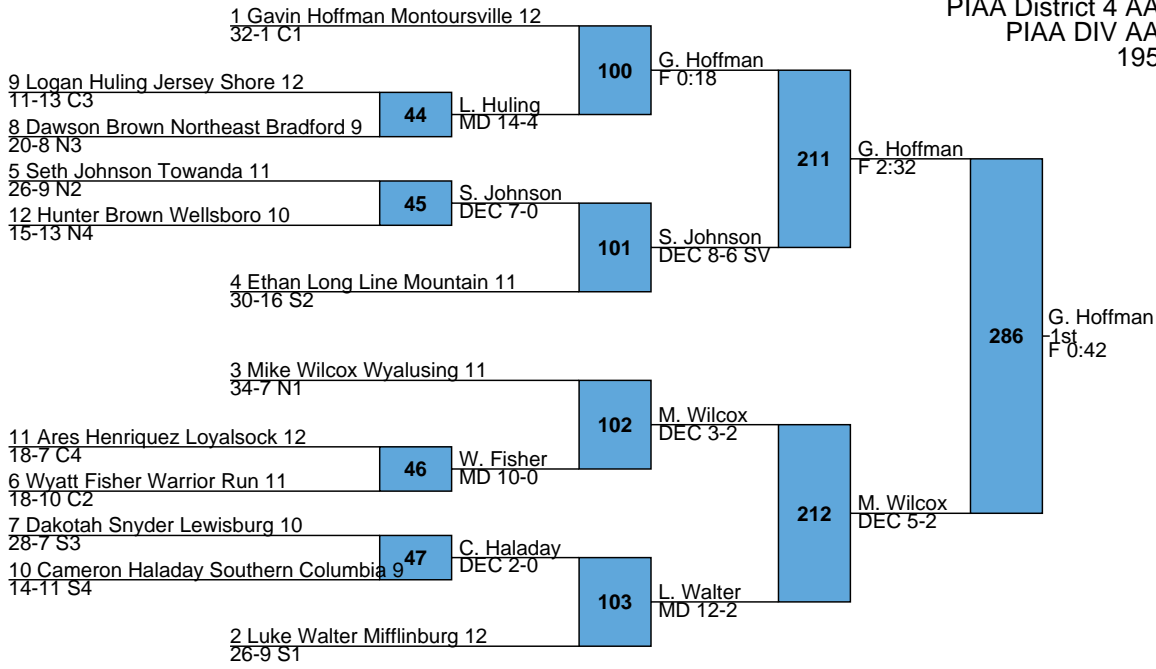 PIAA District 4 AA
PIAA DIV AA
195
1 Gavin Hoffman Montoursville 12
32-1 C1
100
G. Hoffman
F 0:18
9 Logan Huling Jersey Shore 12
11-13 C3
44
L. Huling
MD 14-4
8 Dawson Brown Northeast Bradford 9
20-8 N3
211
G. Hoffman
F 2:32
5 Seth Johnson Towanda 11
26-9 N2
45
S. Johnson
DEC 7-0
12 Hunter Brown Wellsboro 10
15-13 N4
101
S. Johnson
DEC 8-6 SV
4 Ethan Long Line Mountain 11
30-16 S2
286
G. Hoffman
1st
F 0:42
3 Mike Wilcox Wyalusing 11
34-7 N1
102
M. Wilcox
DEC 3-2
11 Ares Henriquez Loyalsock 12
18-7 C4
46
W. Fisher
MD 10-0
6 Wyatt Fisher Warrior Run 11
18-10 C2
212
M. Wilcox
DEC 5-2
7 Dakotah Snyder Lewisburg 10
28-7 S3
47
C. Haladay
DEC 2-0
10 Cameron Haladay Southern Columbia 9
14-11 S4
103
L. Walter
MD 12-2
2 Luke Walter Mifflinburg 12
26-9 S1